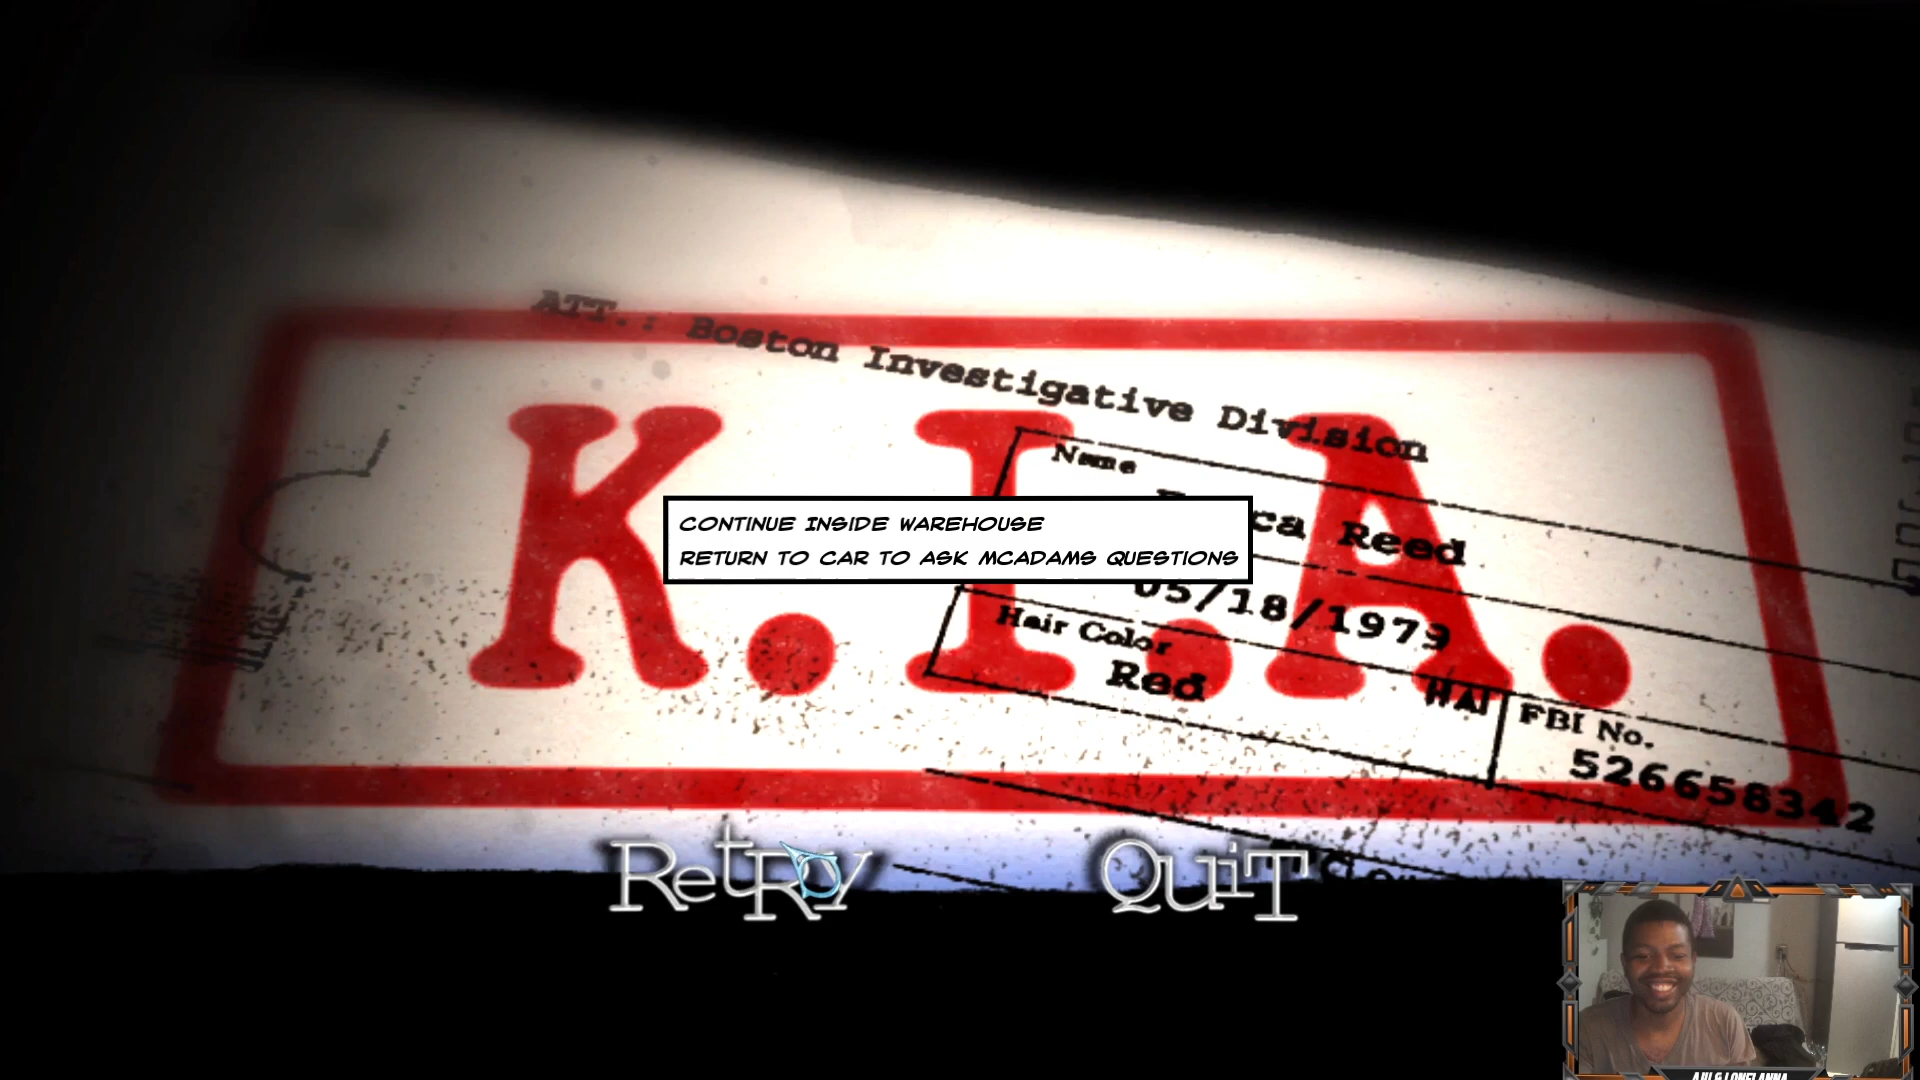 ATT.: Boston Investigative Division
K.I.A.
Name
Reed
CONTINUE INSIDE WAREHOUSE
RETURN TO CAR TO ASK MCADAMS QUESTIONS
05/18/1979
Hair Color
Red
HAI
FBI No.
526658342
Retry
Quit